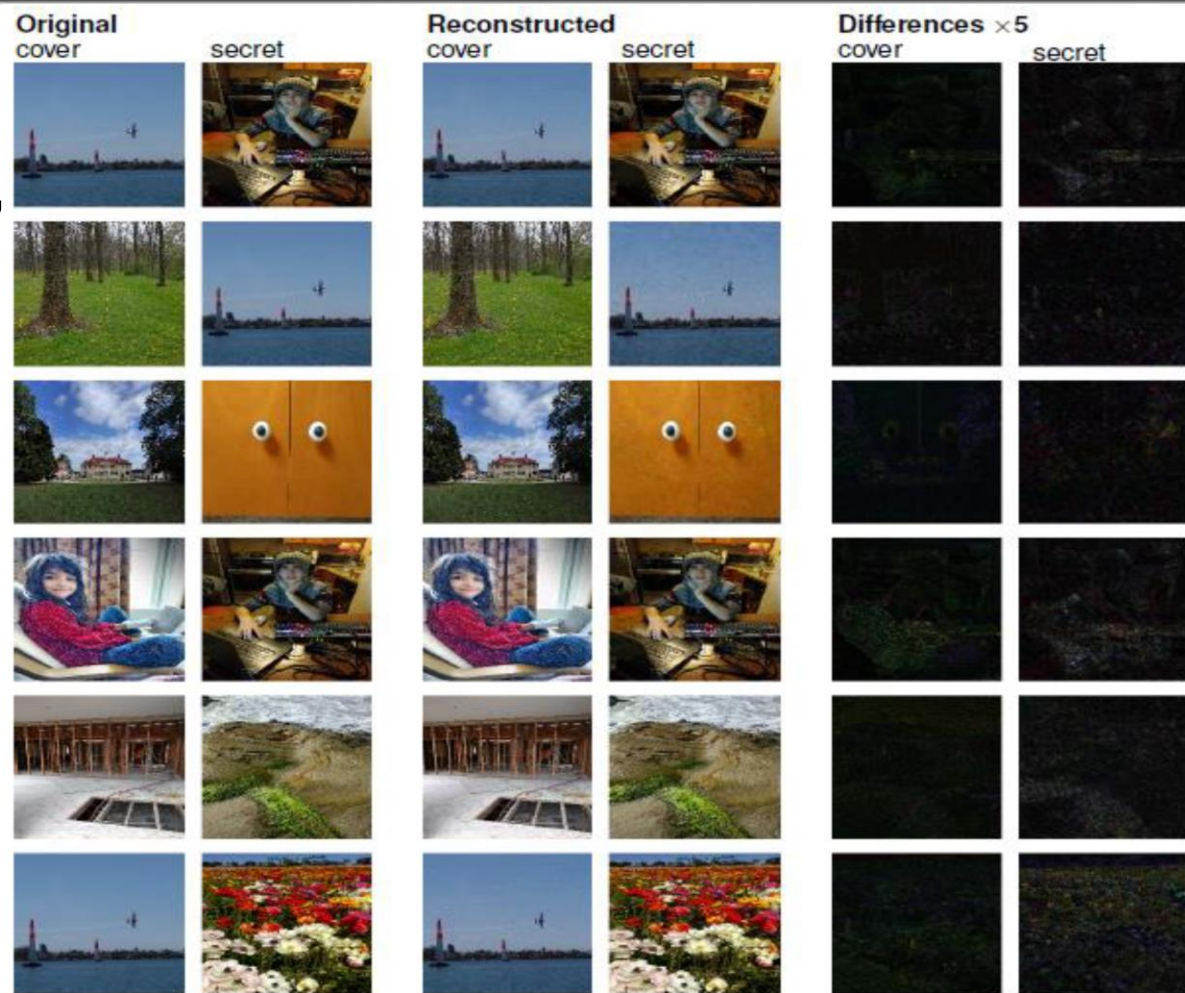 Original
cover secret
Reconstructed
cover secret
Differences ×5
cover secret